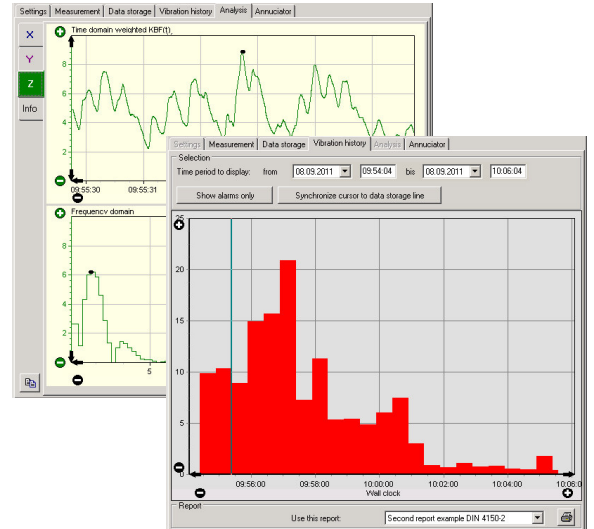 Settings Measurement Data storage Vibration history Analysis Annuciator
X
Y
Z
Info
Time domain weighted KBF(t),
8
6
4
2
09:55:30 09:55:31
Frequency domain
8
6
4
2
5
Settings Measurement Data storage Vibration history Analysis Annuciator
Selection
Time period to display: from 08.09.2011 09:54:04 bis 08.09.2011 10:06:04
Show alarms only Synchronize cursor to data storage line
25
20
15
10
5
0
09:56:00 09:58:00 10:00:00 10:02:00 10:04:00 10:06:0
Wall clock
Report
Use this report: Second report example DIN 4150-2